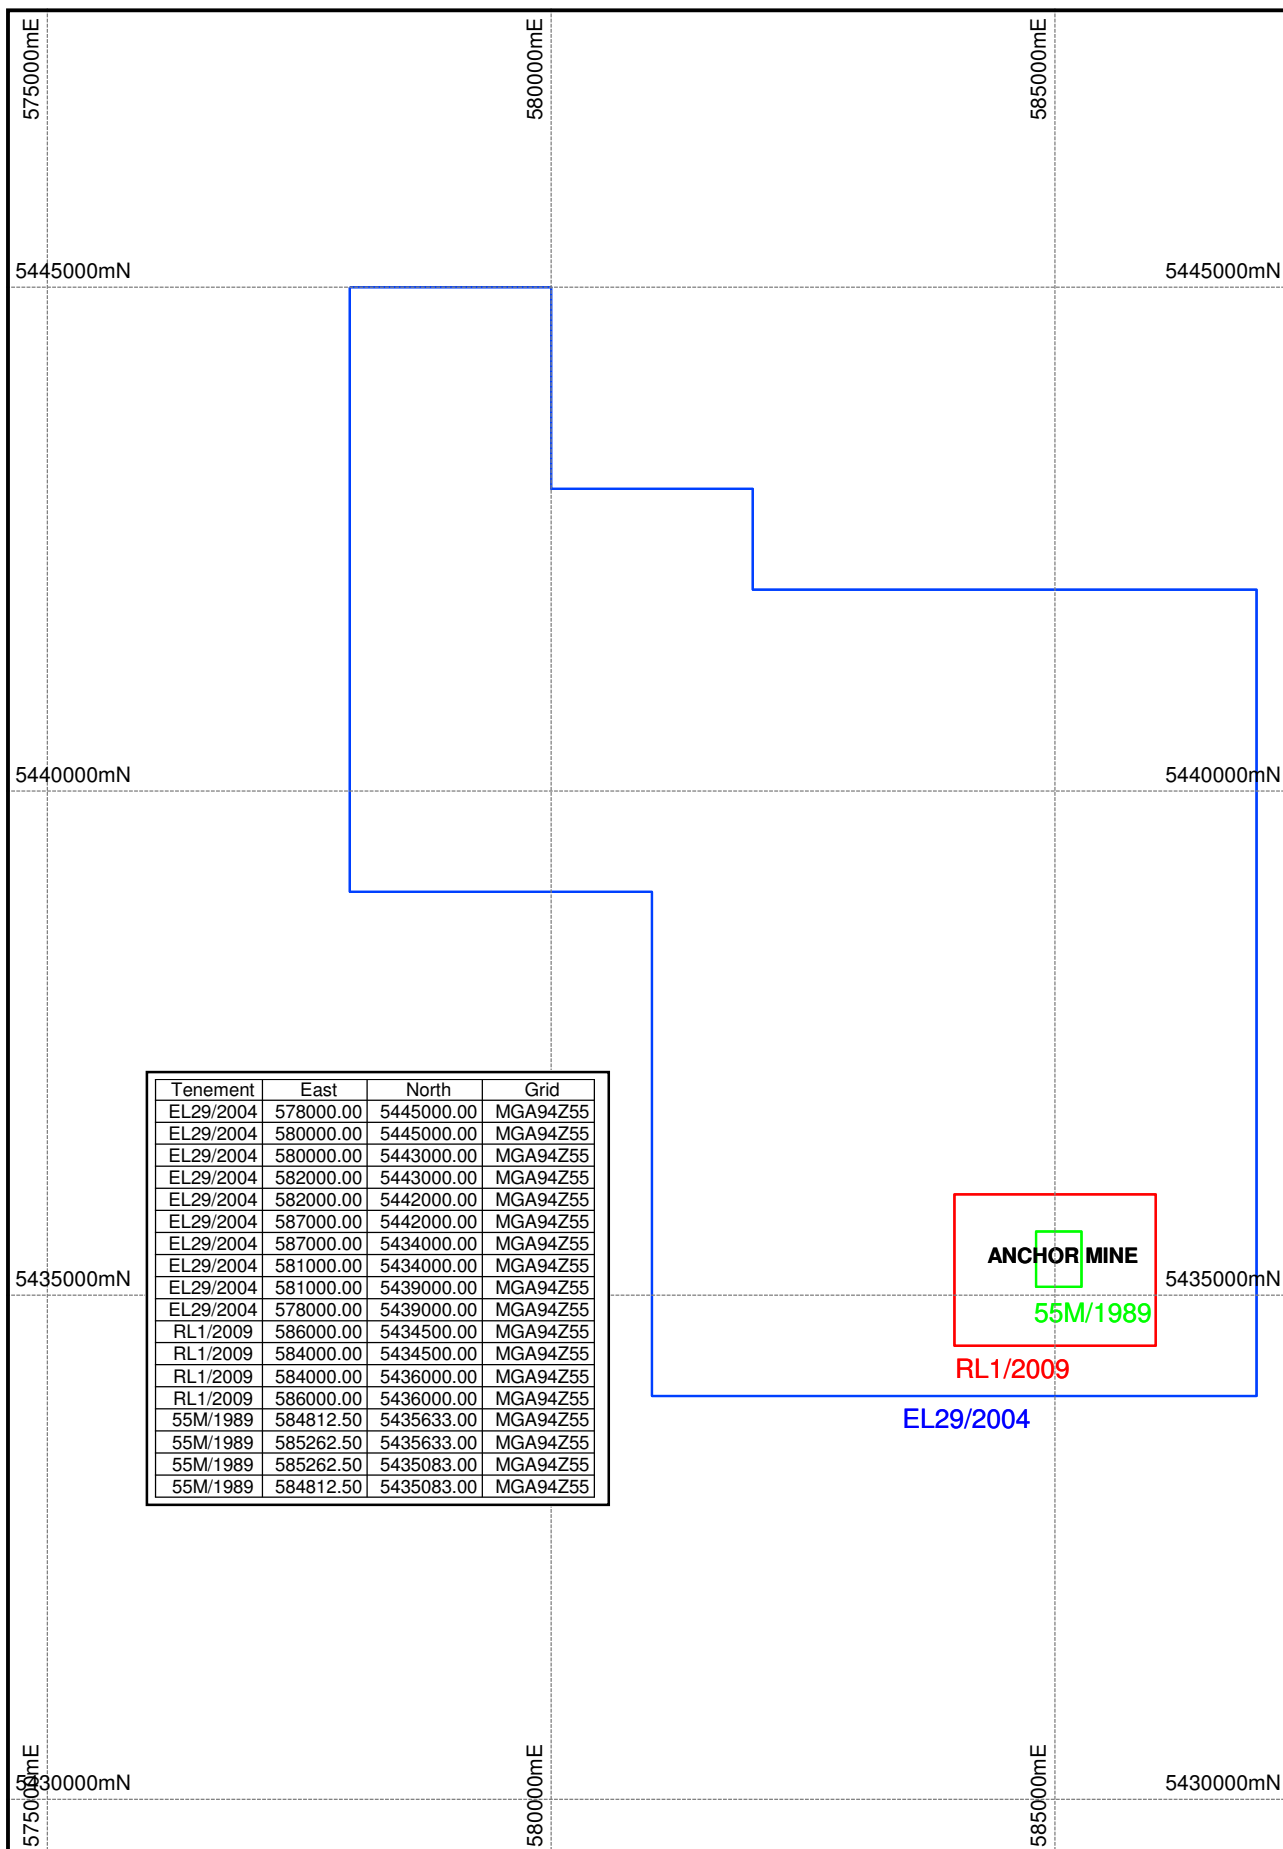 575000mE
580000mE
585000mE
5445000mN
5445000mN
5440000mN
5440000mN
Tenement East North Grid
EL29/2004 578000.00 5445000.00 MGA94Z55
EL29/2004 580000.00 5445000.00 MGA94Z55
EL29/2004 580000.00 5443000.00 MGA94Z55
EL29/2004 582000.00 5443000.00 MGA94Z55
EL29/2004 582000.00 5442000.00 MGA94Z55
EL29/2004 587000.00 5442000.00 MGA94Z55
EL29/2004 587000.00 5434000.00 MGA94Z55
EL29/2004 581000.00 5434000.00 MGA94Z55
EL29/2004 581000.00 5439000.00 MGA94Z55
EL29/2004 578000.00 5439000.00 MGA94Z55
RL1/2009 586000.00 5434500.00 MGA94Z55
RL1/2009 584000.00 5434500.00 MGA94Z55
RL1/2009 584000.00 5436000.00 MGA94Z55
RL1/2009 586000.00 5436000.00 MGA94Z55
55M/1989 584812.50 5435633.00 MGA94Z55
55M/1989 585262.50 5435633.00 MGA94Z55
55M/1989 585262.50 5435083.00 MGA94Z55
55M/1989 584812.50 5435083.00 MGA94Z55
ANCHOR MINE
5435000mN
5435000mN
55M/1989
RL1/2009
EL29/2004
5430000mN
5430000mN
575000mE
580000mE
585000mE